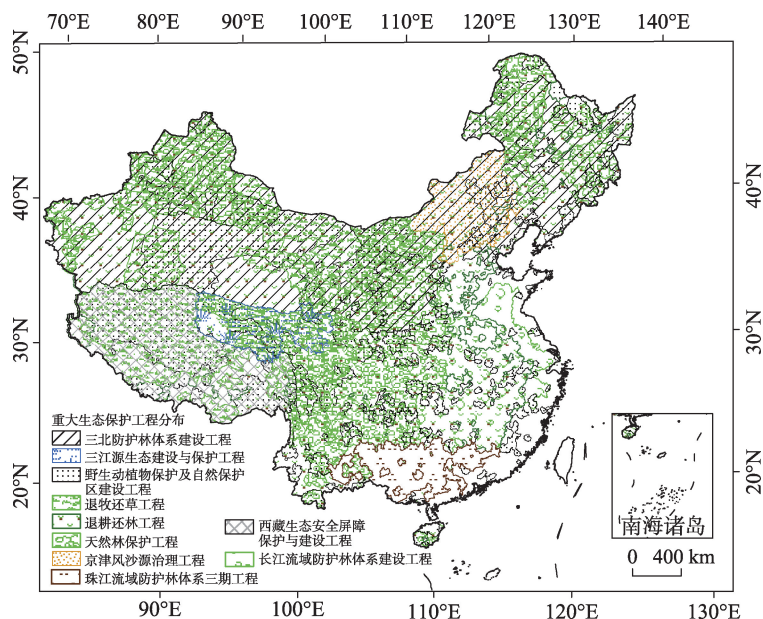 70°E 80°E 90°E 100°E 110°E 120°E 130°E 140°E
50°N
40°N
40°N
30°N
30°N
20°N
20°N
重大生态保护工程分布
三北防护林体系建设工程
三江源生态建设与保护工程
野生动植物保护及自然保护
区建设工程
退牧还草工程
退耕还林工程
天然林保护工程
京津风沙源治理工程
珠江流域防护林体系三期工程
西藏生态安全屏障
保护与建设工程
长江流域防护林体系建设工程
南海诸岛
0 400 km
90°E 100°E 110°E 120°E 130°E